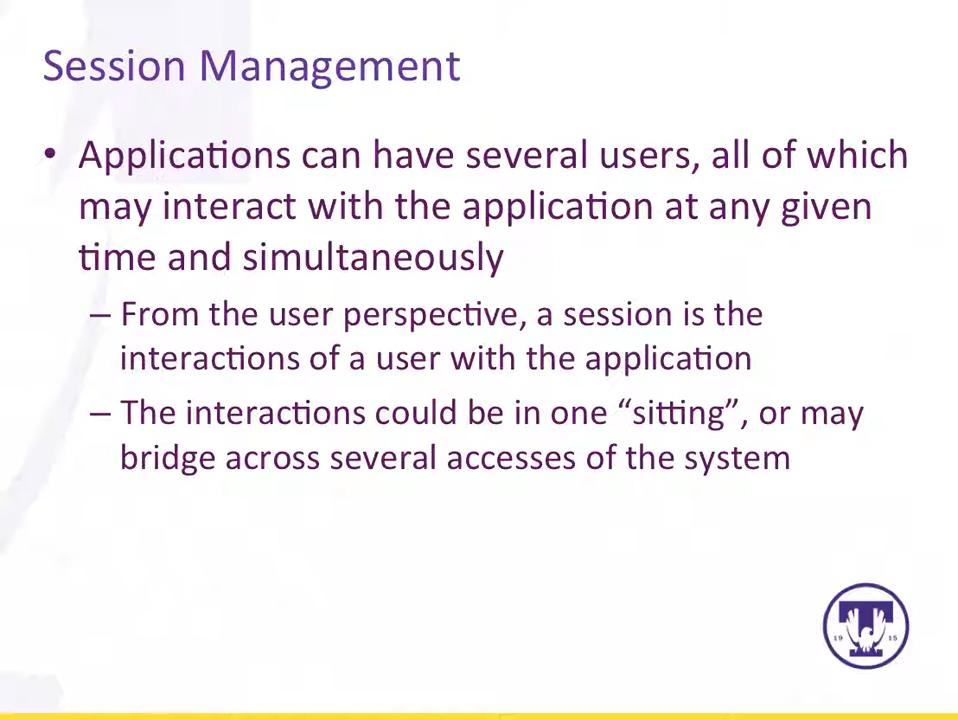 Session Management
• Applications can have several users, all of which
may interact with the application at any given
time and simultaneously
– From the user perspective, a session is the
interactions of a user with the application
– The interactions could be in one “sitting”, or may
bridge across several accesses of the system
T
19 15